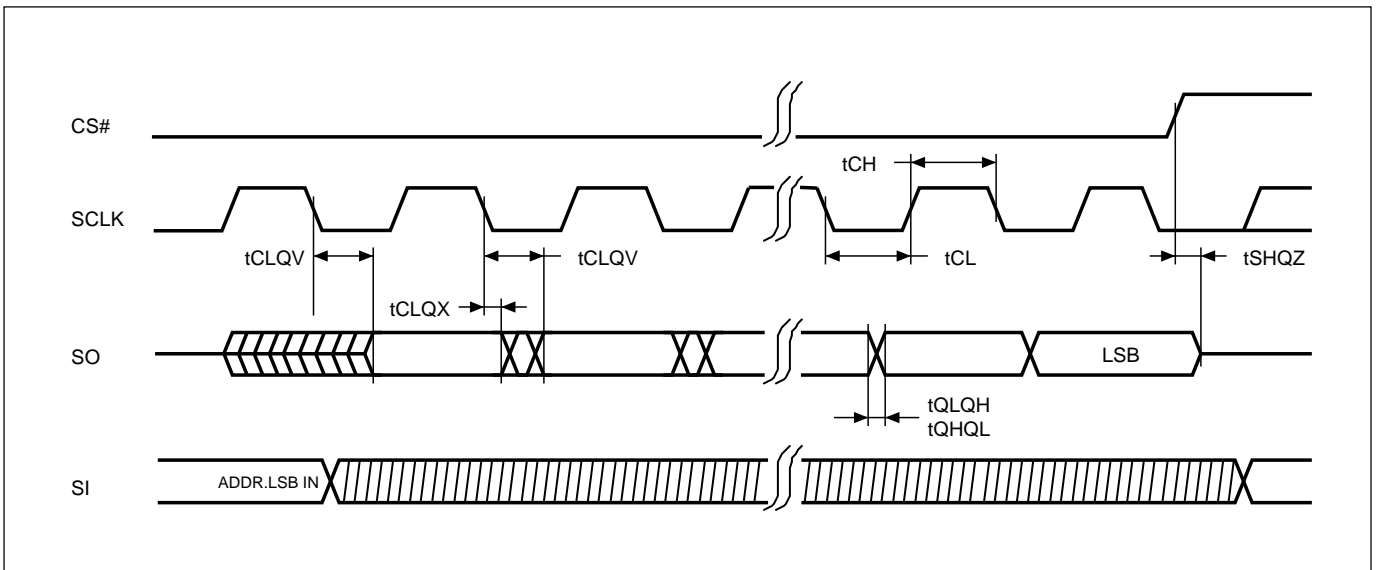 CS#
tCH
SCLK
tCLQV
tCLQV
tCL
tSHQZ
tCLQX
SO
LSB
tQLQH
tQHQL
SI
ADDR.LSB IN